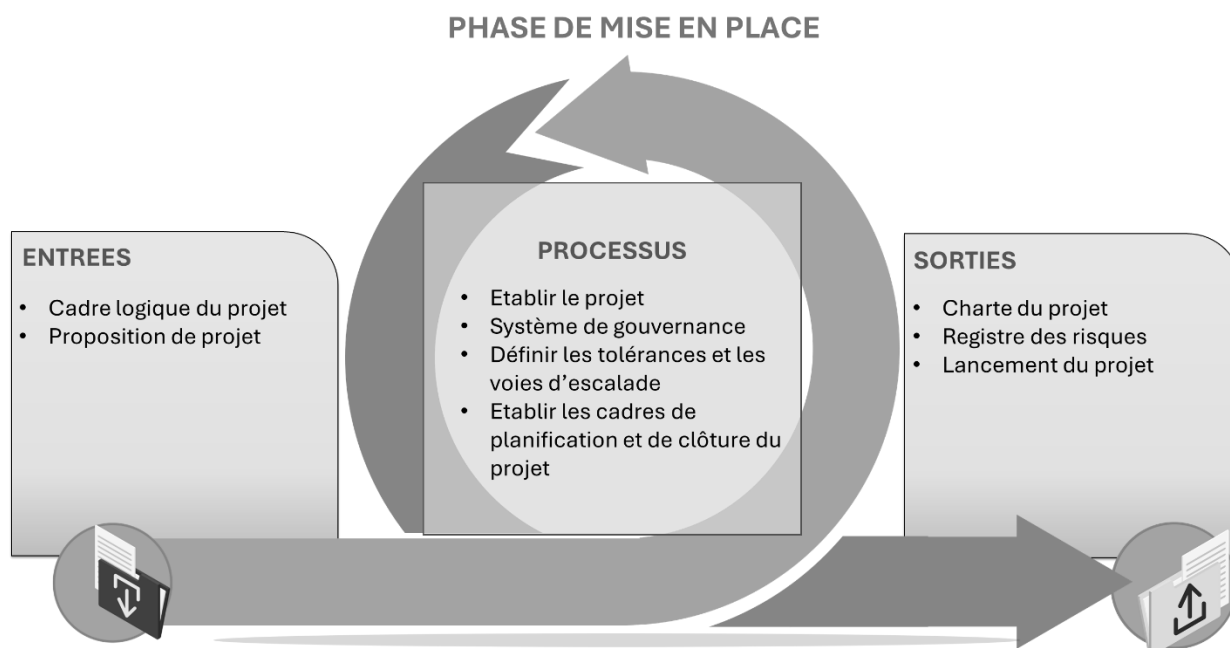 PHASE DE MISE EN PLACE
ENTREES
• Cadre logique du projet
• Proposition de projet
PROCESSUS
• Etablir le projet
• Système de gouvernance
• Définir les tolérances et les
voies d’escalade
• Etablir les cadres de
planification et de clôture du
projet
SORTIES
• Charte du projet
• Registre des risques
• Lancement du projet